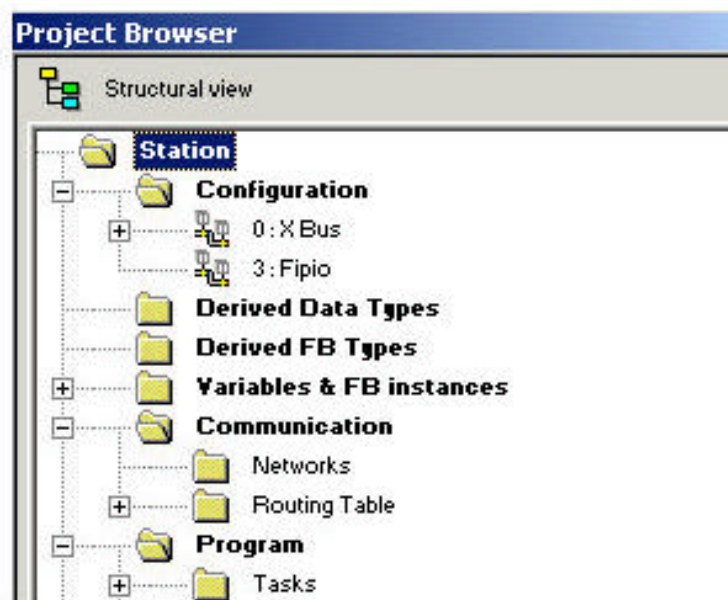 Project Browser
Structural view
Station
Configuration
0 : X Bus
3 : Fipio
Derived Data Types
Derived FB Types
Variables & FB instances
Communication
Networks
Routing Table
Program
Tasks